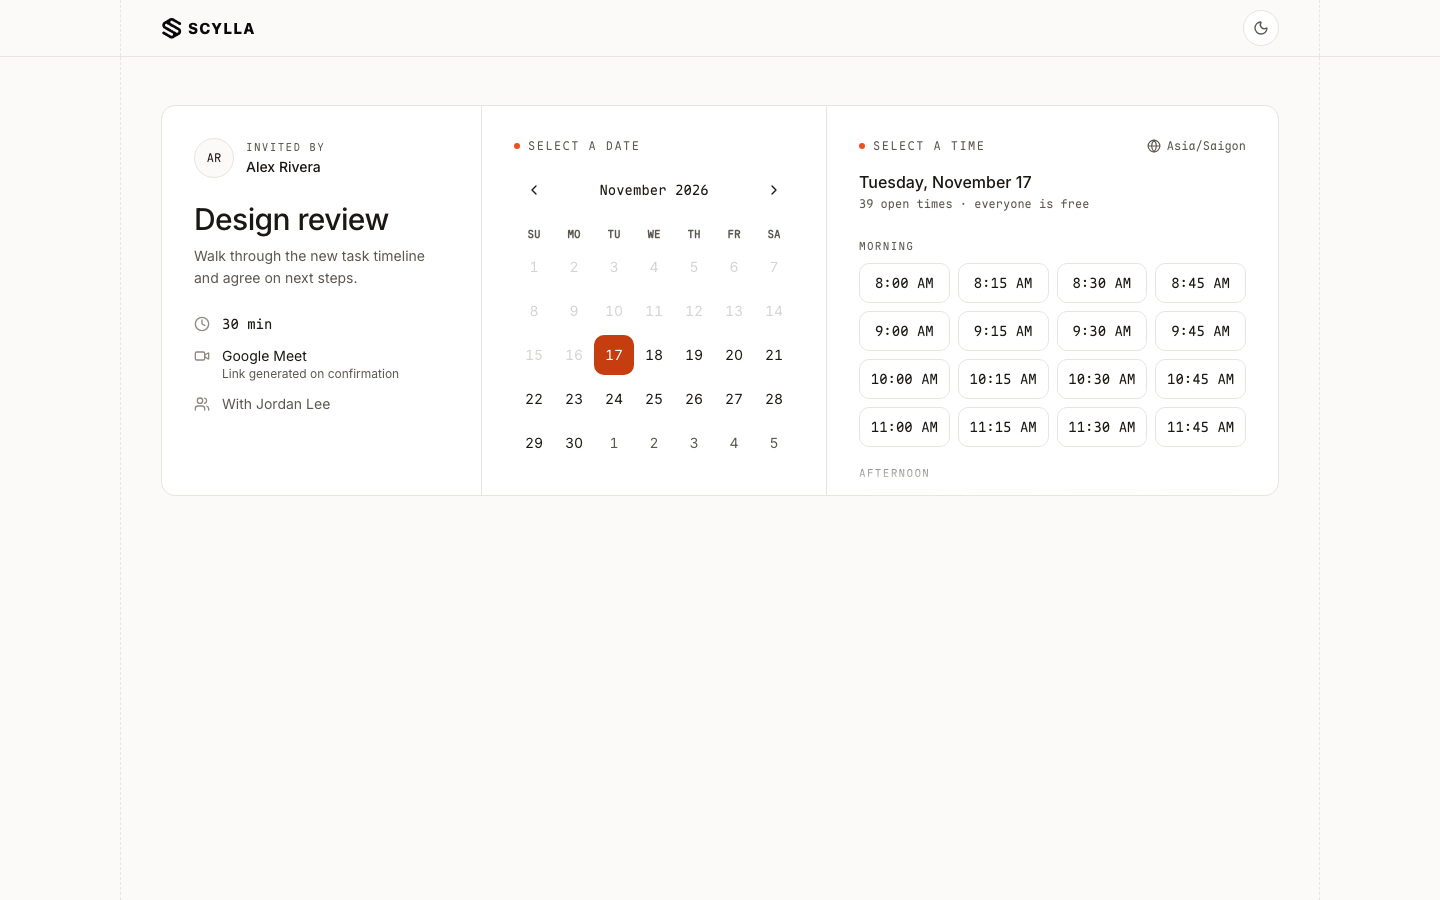 SCYLLA
AR
INVITED BY
Alex Rivera
Design review
Walk through the new task timeline
and agree on next steps.
30 min
Google Meet
Link generated on confirmation
With Jordan Lee
SELECT A DATE
November 2026
SU MO TU WE TH FR SA
1 2 3 4 5 6 7
8 9 10 11 12 13 14
15 16 17 18 19 20 21
22 23 24 25 26 27 28
29 30 1 2 3 4 5
SELECT A TIME
Asia/Saigon
Tuesday, November 17
39 open times · everyone is free
MORNING
8:00 AM 8:15 AM 8:30 AM 8:45 AM
9:00 AM 9:15 AM 9:30 AM 9:45 AM
10:00 AM 10:15 AM 10:30 AM 10:45 AM
11:00 AM 11:15 AM 11:30 AM 11:45 AM
AFTERNOON